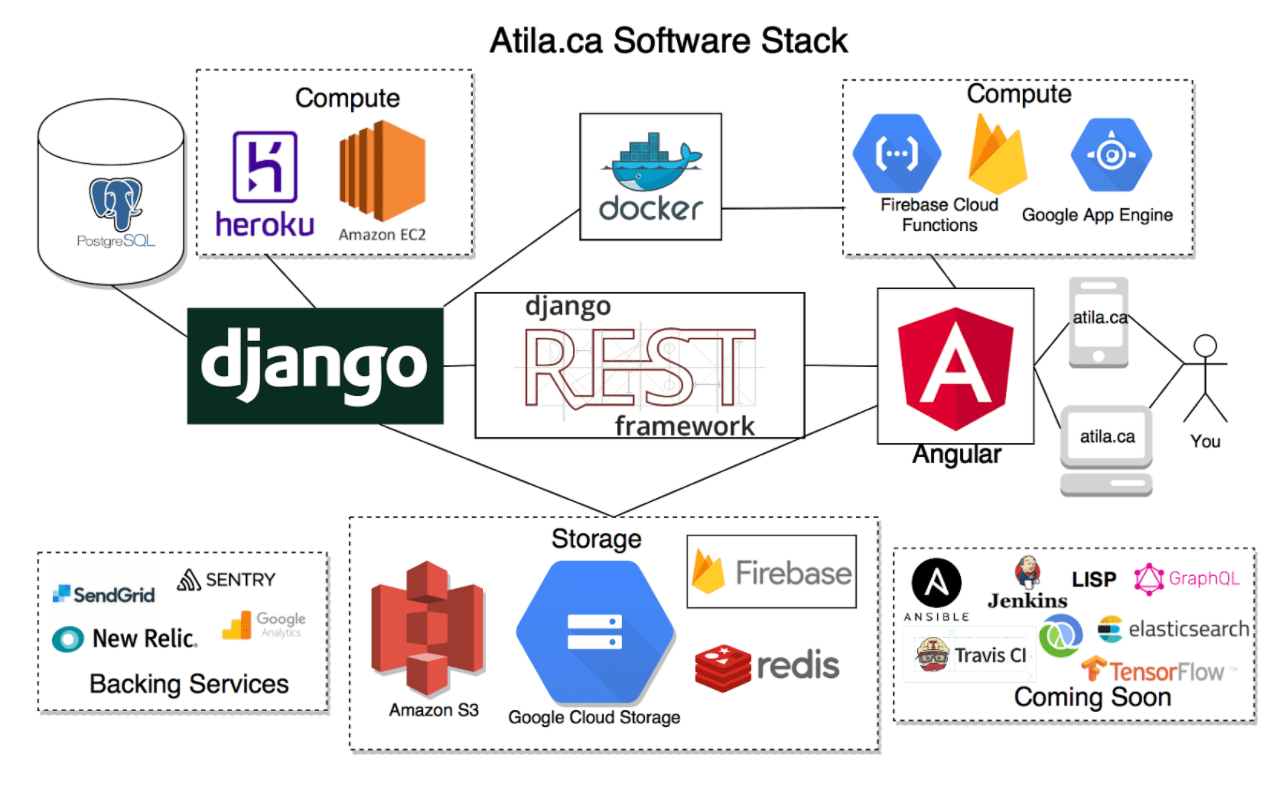 Atila.ca Software Stack
PostgreSQL
Compute
heroku
Amazon EC2
docker
Compute
Firebase Cloud
Functions
Google App Engine
django
django
REST
framework
Angular
atila.ca
atila.ca
You
SendGrid
SENTRY
New Relic.
Google
Analytics
Backing Services
Storage
Amazon S3
Google Cloud Storage
Firebase
redis
ANSIBLE
Jenkins
LISP
GraphQL
Travis CI
elasticsearch
TensorFlow™
Coming Soon